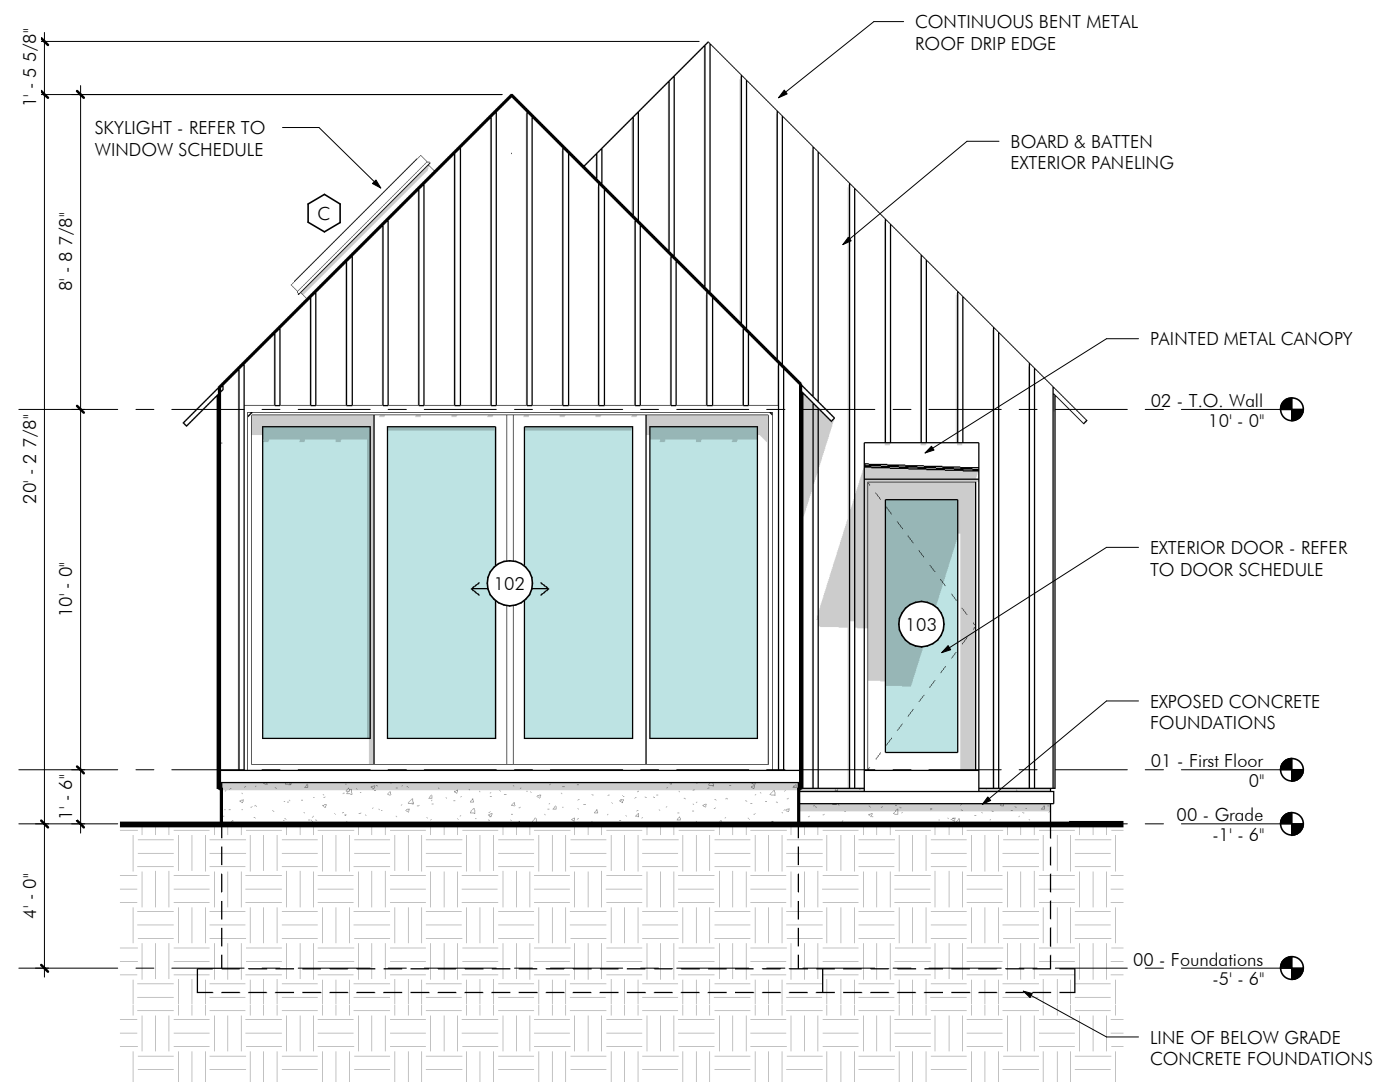 CONTINUOUS BENT METAL
ROOF DRIP EDGE
1' - 5 5/8"
SKYLIGHT - REFER TO
WINDOW SCHEDULE
BOARD & BATTEN
EXTERIOR PANELING
C
8' - 8 7/8"
PAINTED METAL CANOPY
02 - T.O. Wall
10' - 0"
20' - 2 7/8"
EXTERIOR DOOR - REFER
TO DOOR SCHEDULE
10' - 0"
102
103
EXPOSED CONCRETE
FOUNDATIONS
01 - First Floor
0"
1' - 6"
00 - Grade
-1' - 6"
4' - 0"
00 - Foundations
-5' - 6"
LINE OF BELOW GRADE
CONCRETE FOUNDATIONS